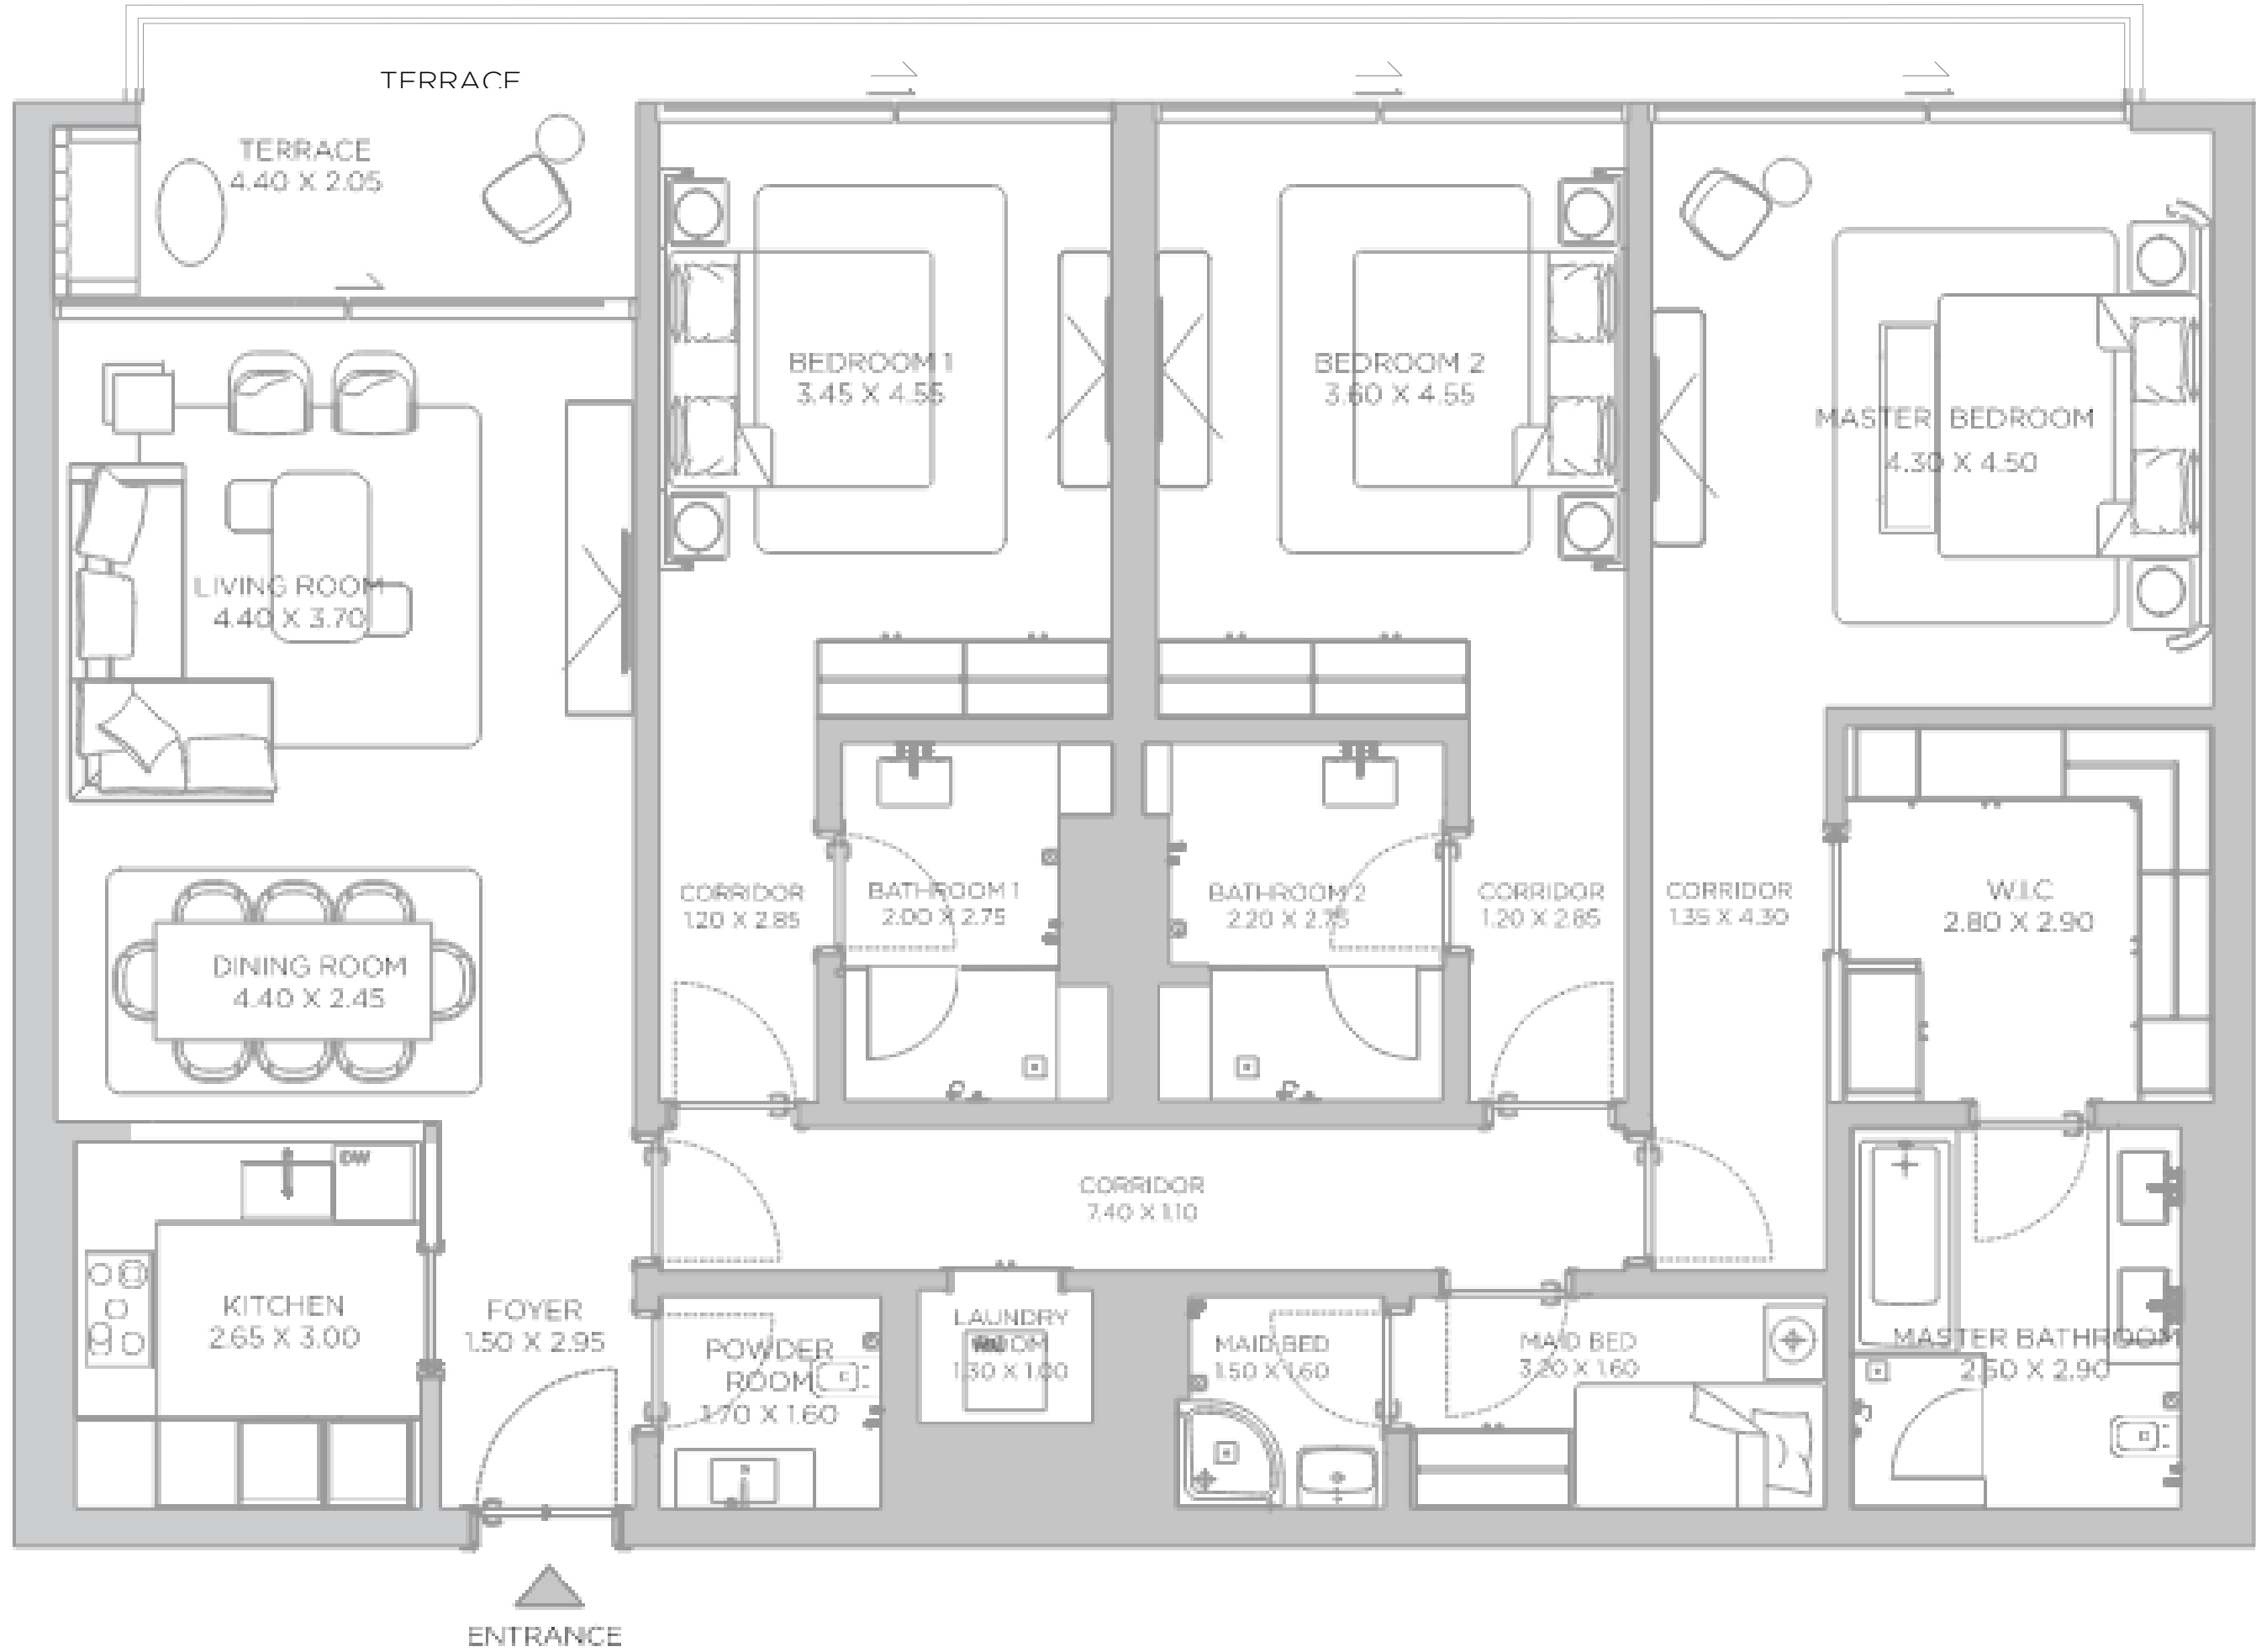 TERRACE
TERRACE
4.40 X 2.05
BEDROOM 1
3.45 X 4.55
BEDROOM 2
3.60 X 4.55
MASTER BEDROOM
4.30 X 4.50
LIVING ROOM
4.40 X 3.70
CORRIDOR
1.20 X 2.85
BATHROOM 1
2.00 X 2.75
BATHROOM 2
2.20 X 2.75
CORRIDOR
1.20 X 2.85
CORRIDOR
1.35 X 4.30
W.I.C
2.80 X 2.90
DINING ROOM
4.40 X 2.45
DW
CORRIDOR
7.40 X 1.10
KITCHEN
2.65 X 3.00
FOYER
1.50 X 2.95
POWDER
ROOM
1.70 X 1.60
LAUNDRY
ROOM
1.30 X 1.00
MAID BED
1.50 X 1.60
MAID BED
3.20 X 1.60
MASTER BATHROOM
2.50 X 2.90
ENTRANCE